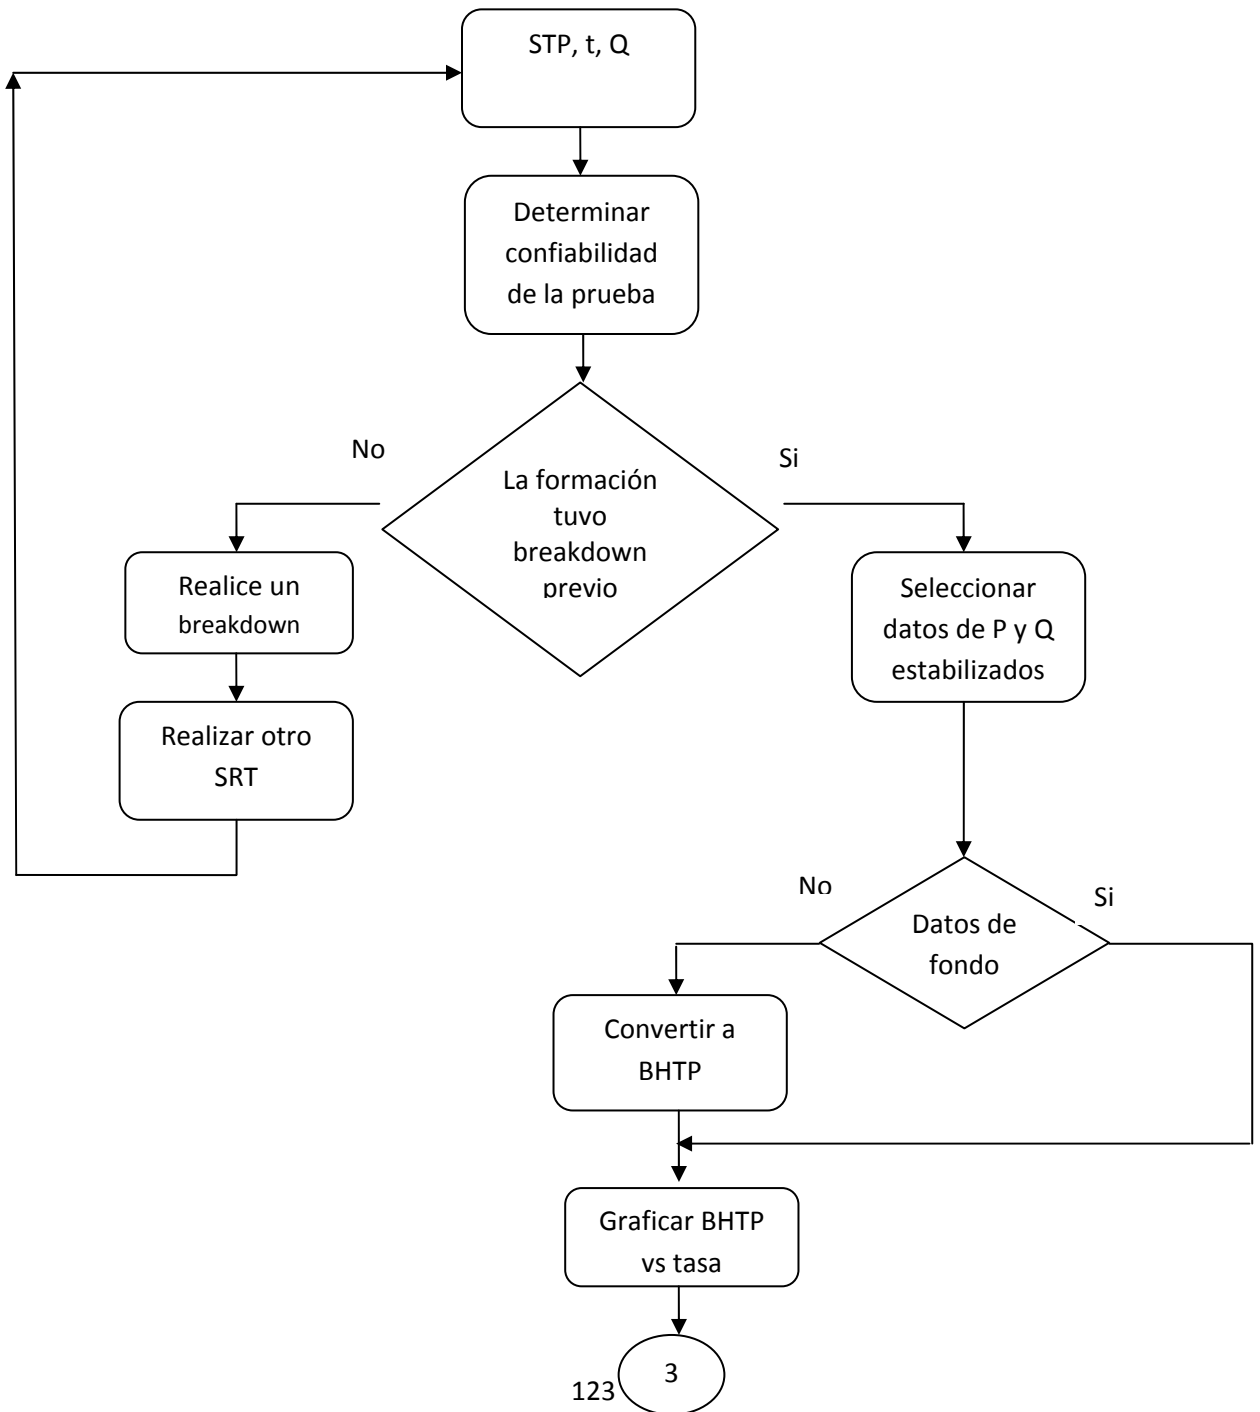 STP, t, Q
Determinar
confiabilidad
de la prueba
No
Si
La formación
tuvo
breakdown
previo
Realice un
breakdown
Seleccionar
datos de P y Q
estabilizados
Realizar otro
SRT
No
Si
Datos de
fondo
Convertir a
BHTP
Graficar BHTP
vs tasa
3
123